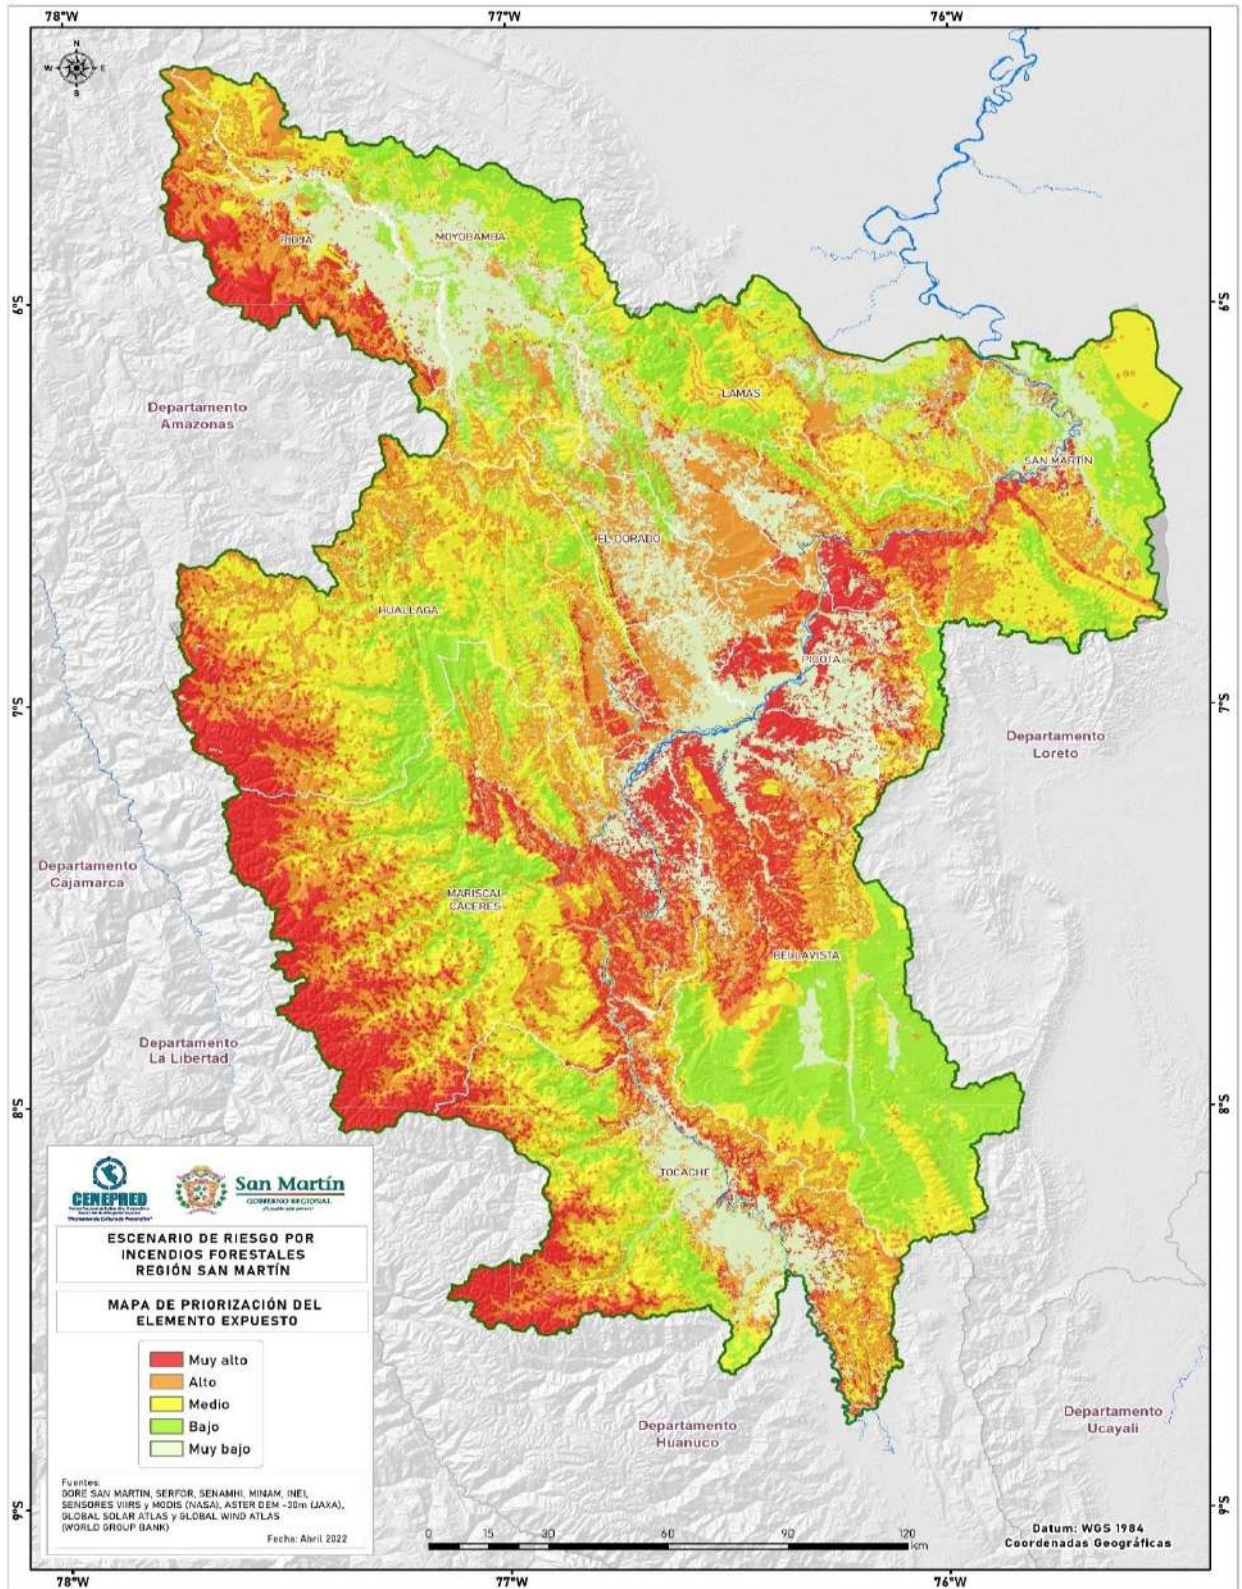 78°W
77°W
76°W
N
W
E
S
6°S
6°S
RIOJA
MOYOBAMBA
LAMAS
Departamento
Amazonas
SAN MARTÍN
EL DORADO
HUALLAGA
PICOTA
7°S
7°S
Departamento
Loreto
Departamento
Cajamarca
MARISCAL
CÁCERES
BELLAVISTA
Departamento
La Libertad
8°S
8°S
TOCACHE
CENEPRED
San Martín
GOBIERNO REGIONAL
ESCENARIO DE RIESGO POR
INCENDIOS FORESTALES
REGIÓN SAN MARTÍN
MAPA DE PRIORIZACIÓN DEL
ELEMENTO EXPUESTO
Muy alto
Alto
Medio
Bajo
Muy bajo
Departamento
Huanuco
Departamento
Ucayali
Fuentes:
GORE SAN MARTIN, SERFOR, SENAMHI, MINAM, INEI,
SENSORES VIIRS y MODIS (NASA), ASTER DEM -30m (JAXA),
GLOBAL SOLAR ATLAS y GLOBAL WIND ATLAS
(WORLD GROUP BANK)
Fecha: Abril 2022
9°S
9°S
0 15 30 60 90 120
km
Datum: WGS 1984
Coordenadas Geográficas
78°W
77°W
76°W